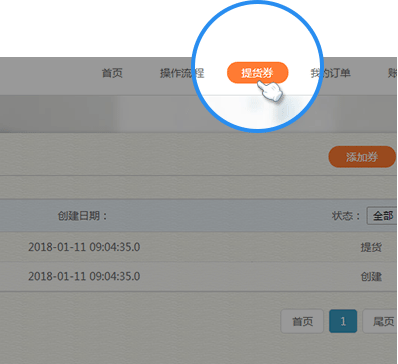 首页 操作流程 提货券 我的订单 账
添加券
创建日期： 状态： 全部
2018-01-11 09:04:35.0 提货
2018-01-11 09:04:35.0 创建
首页 1 尾页